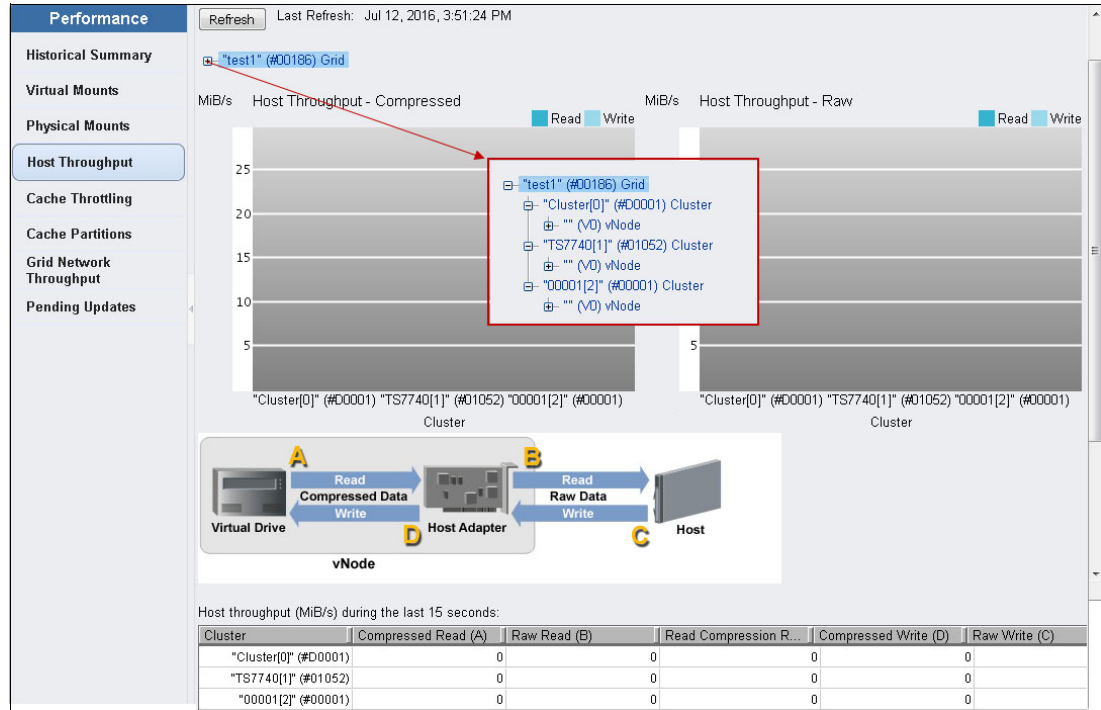 Performance
Historical Summary
Virtual Mounts
Physical Mounts
Host Throughput
Cache Throttling
Cache Partitions
Grid Network
Throughput
Pending Updates
Refresh Last Refresh: Jul 12, 2016, 3:51:24 PM
"test1" (#00186) Grid
MiB/s Host Throughput - Compressed
Read Write
25
20
15
10
5
"Cluster[0]" (#D0001) "TS7740[1]" (#01052) "00001[2]" (#00001)
Cluster
MiB/s Host Throughput - Raw
Read Write
5
"Cluster[0]" (#D0001) "TS7740[1]" (#01052) "00001[2]" (#00001)
Cluster
"test1" (#00186) Grid
"Cluster[0]" (#D0001) Cluster
"" (V0) vNode
"TS7740[1]" (#01052) Cluster
"" (V0) vNode
"00001[2]" (#00001) Cluster
"" (V0) vNode
A B
Read Read
Compressed Data Raw Data
Write Write
Virtual Drive D Host Adapter C Host
vNode
Host throughput (MiB/s) during the last 15 seconds:
Cluster Compressed Read (A) Raw Read (B) Read Compression R... Compressed Write (D) Raw Write (C)
"Cluster[0]" (#D0001) 0 0 0 0
"TS7740[1]" (#01052) 0 0 0 0
"00001[2]" (#00001) 0 0 0 0